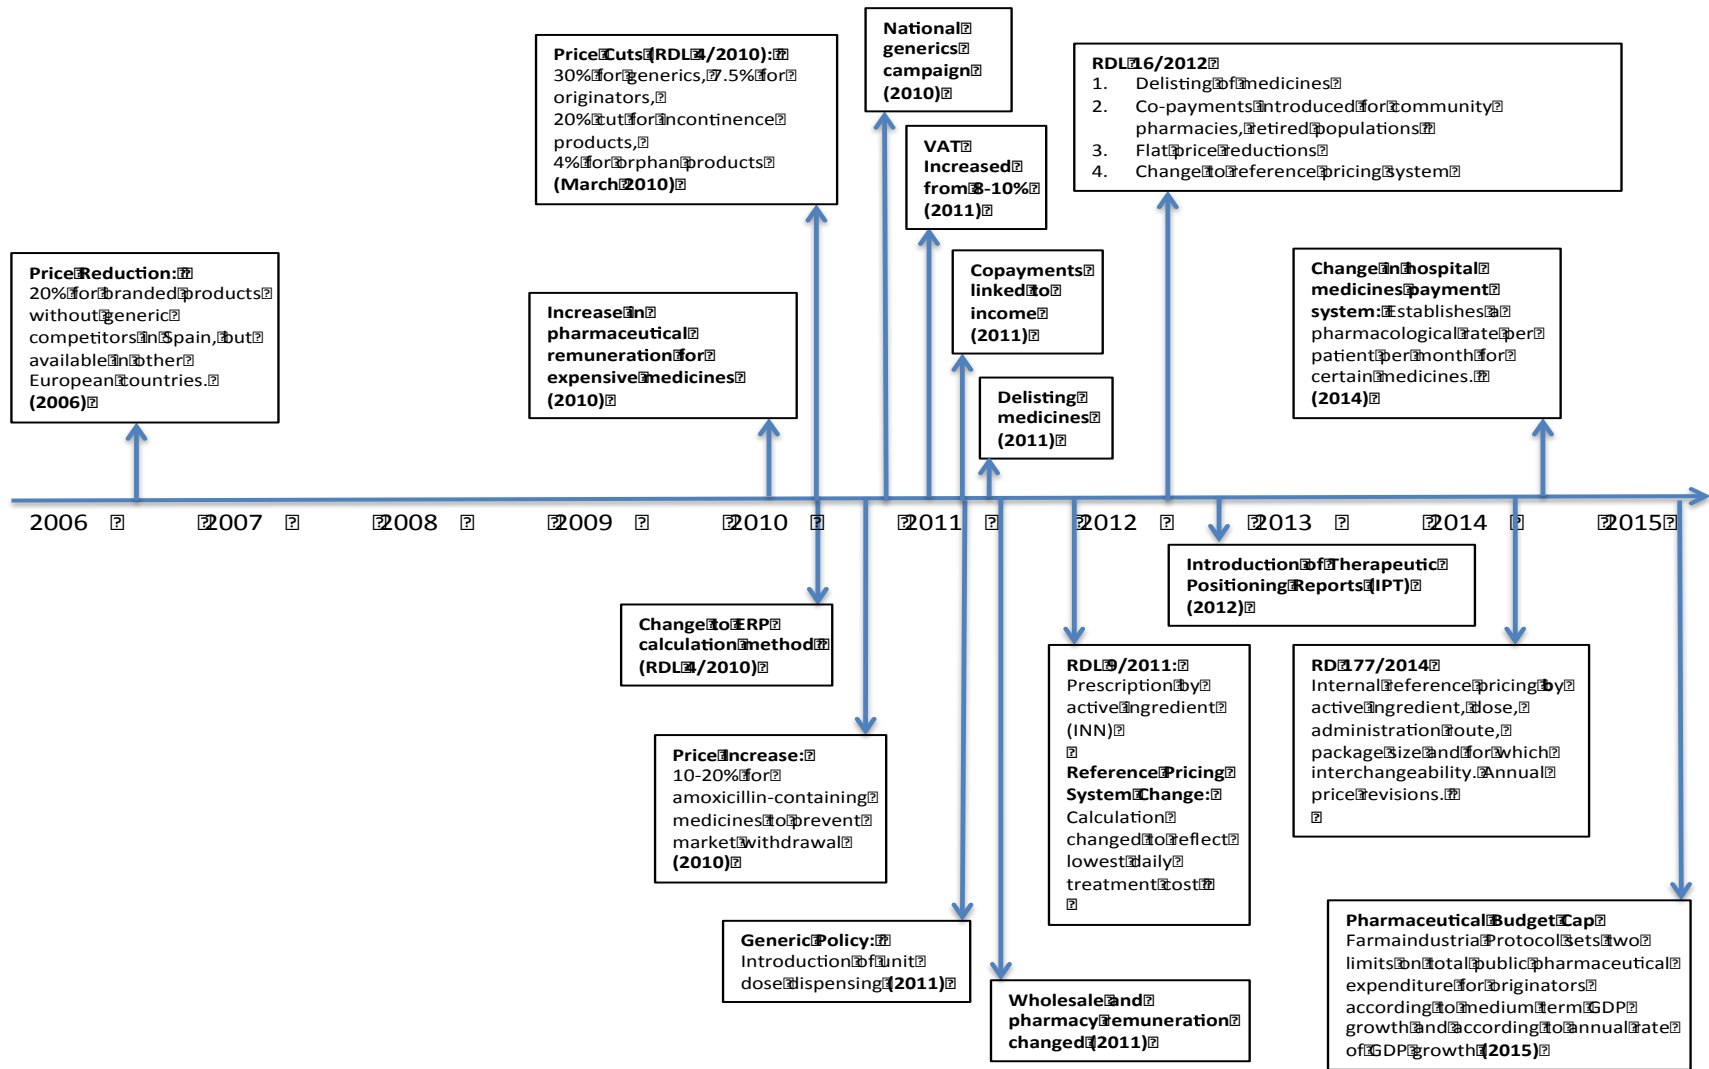 Price Cuts (RDL 4/2010):
30% for generics, 7.5% for
originators,
20% cut for incontinence
products,
4% for orphan products
(March 2010)
National
generics
campaign
(2010)
RDL 16/2012
1. Delisting of medicines
2. Co-payments introduced for community
pharmacies, retired populations
3. Flat price reductions
4. Change to reference pricing system
VAT
Increased
from 8-10%
(2011)
Price Reduction:
20% for branded products
without generic
competitors in Spain, but
available in other
European countries.
(2006)
Increase in
pharmaceutical
remuneration for
expensive medicines
(2010)
Copayments
linked to
income
(2011)
Delisting
medicines
(2011)
Change in hospital
medicines payment
system: Establishes a
pharmacological rate per
patient per month for
certain medicines.
(2014)
2006 2007 2008 2009 2010 2011 2012 2013 2014 2015
Introduction of Therapeutic
Positioning Reports (IPT)
(2012)
Change to ERP
calculation method
(RDL 4/2010)
RDL 9/2011:
Prescription by
active ingredient
(INN)
Reference Pricing
System Change:
Calculation
changed to reflect
lowest daily
treatment cost
RD 177/2014
Internal reference pricing by
active ingredient, dose,
administration route,
package size and for which
interchangeability. Annual
price revisions.
Price Increase:
10-20% for
amoxicillin-containing
medicines to prevent
market withdrawal
(2010)
Generic Policy:
Introduction of unit
dose dispensing (2011)
Wholesale and
pharmacy remuneration
changed (2011)
Pharmaceutical Budget Cap
Farmaindustria Protocol sets two
limits on total public pharmaceutical
expenditure for originators
according to medium term GDP
growth and according to annual rate
of GDP growth (2015)